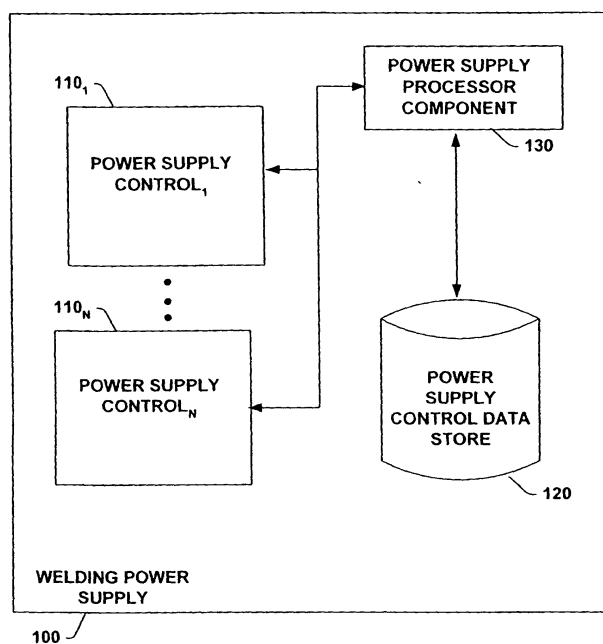 110₁
POWER SUPPLY
CONTROL₁
110N
POWER SUPPLY
CONTROLN
POWER SUPPLY
PROCESSOR
COMPONENT
130
POWER
SUPPLY
CONTROL DATA
STORE
120
WELDING POWER
SUPPLY
100